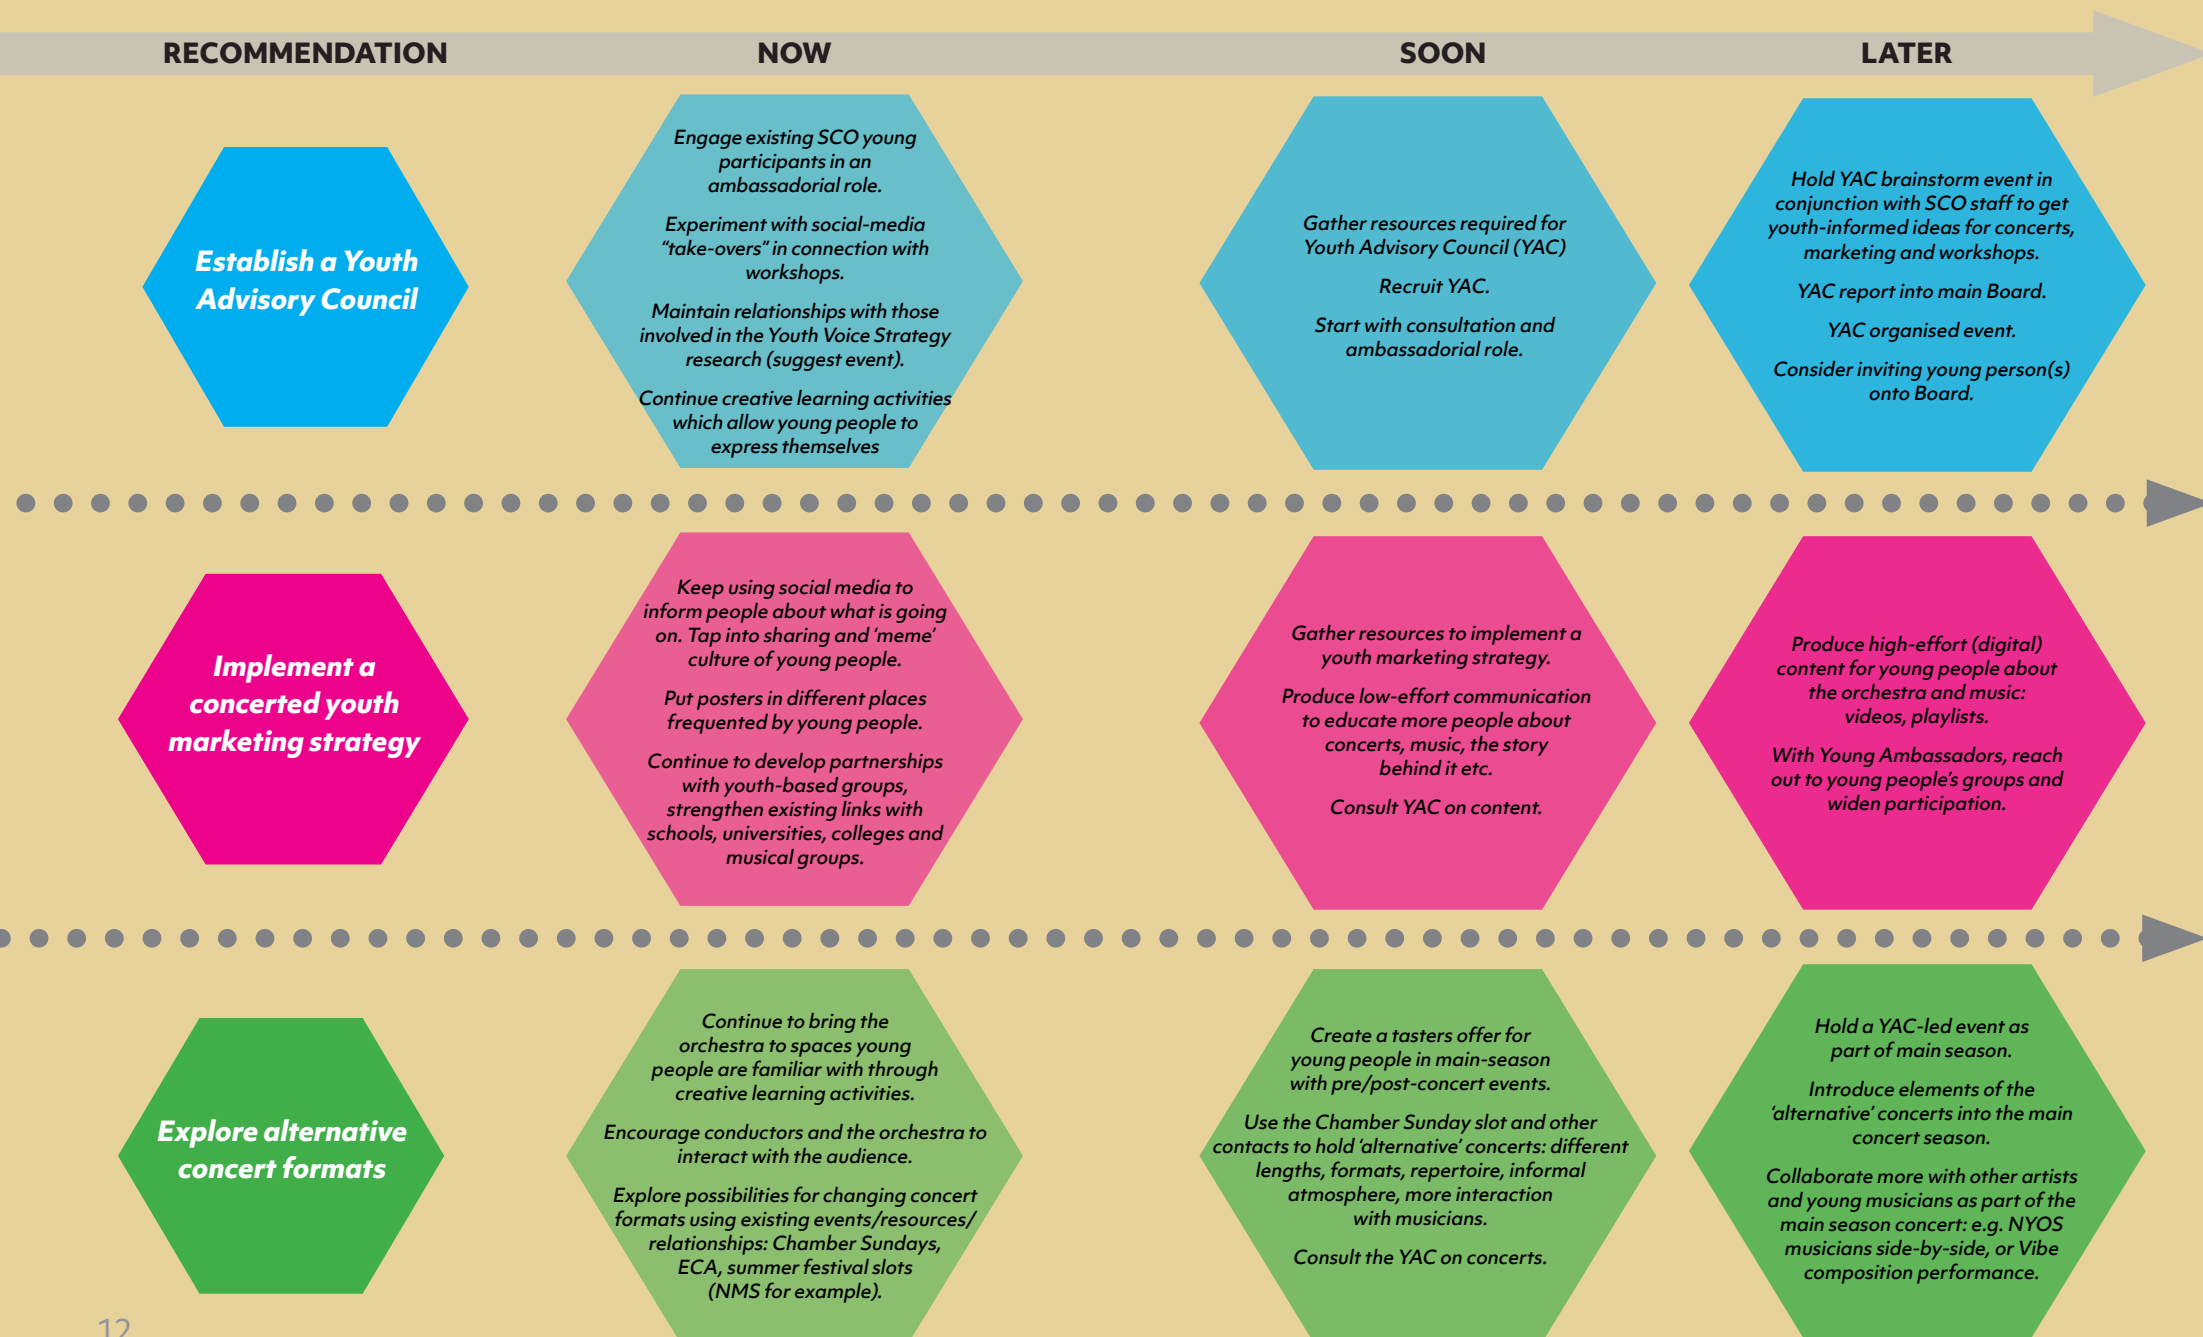 RECOMMENDATION
NOW
SOON
LATER
Establish a Youth
Advisory Council
Engage existing SCO young
participants in an
ambassadorial role.
Experiment with social-media
“take-overs” in connection with
workshops.
Maintain relationships with those
involved in the Youth Voice Strategy
research (suggest event).
Continue creative learning activities
which allow young people to
express themselves
Gather resources required for
Youth Advisory Council (YAC)
Recruit YAC.
Start with consultation and
ambassadorial role.
Hold YAC brainstorm event in
conjunction with SCO staff to get
youth-informed ideas for concerts,
marketing and workshops.
YAC report into main Board.
YAC organised event.
Consider inviting young person(s)
onto Board.
Implement a
concerted youth
marketing strategy
Keep using social media to
inform people about what is going
on. Tap into sharing and ‘meme’
culture of young people.
Put posters in different places
frequented by young people.
Continue to develop partnerships
with youth-based groups,
strengthen existing links with
schools, universities, colleges and
musical groups.
Gather resources to implement a
youth marketing strategy.
Produce low-effort communication
to educate more people about
concerts, music, the story
behind it etc.
Consult YAC on content.
Produce high-effort (digital)
content for young people about
the orchestra and music:
videos, playlists.
With Young Ambassadors, reach
out to young people’s groups and
widen participation.
Explore alternative
concert formats
Continue to bring the
orchestra to spaces young
people are familiar with through
creative learning activities.
Encourage conductors and the orchestra to
interact with the audience.
Explore possibilities for changing concert
formats using existing events/resources/
relationships: Chamber Sundays,
ECA, summer festival slots
(NMS for example).
Create a tasters offer for
young people in main-season
with pre/post-concert events.
Use the Chamber Sunday slot and other
contacts to hold ‘alternative’ concerts: different
lengths, formats, repertoire, informal
atmosphere, more interaction
with musicians.
Consult the YAC on concerts.
Hold a YAC-led event as
part of main season.
Introduce elements of the
‘alternative’ concerts into the main
concert season.
Collaborate more with other artists
and young musicians as part of the
main season concert: e.g. NYOS
musicians side-by-side, or Vibe
composition performance.
12